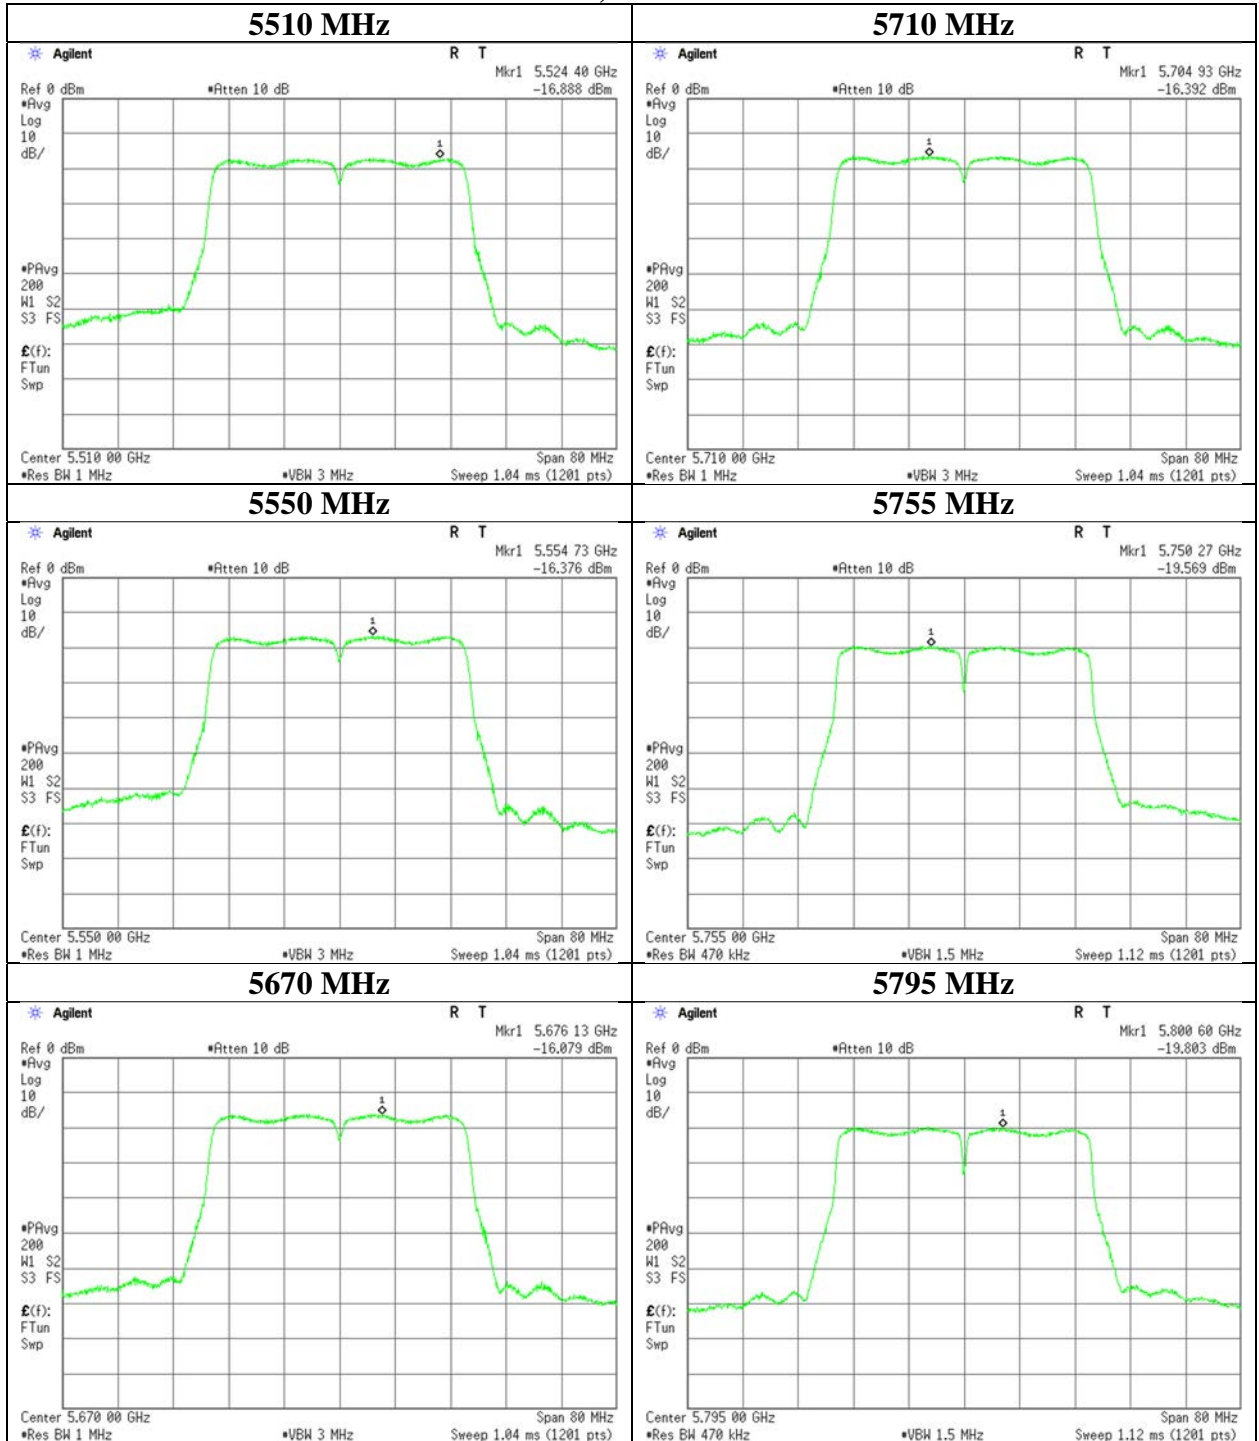 5510 MHz
Agilent
R T
Mkr1 5.524 40 GHz
Ref 0 dBm #Atten 10 dB -16.888 dBm
#Avg
Log
10
dB/
1
#PAvg
200
W1 S2
S3 FS
£(f):
FTun
Swp
Center 5.510 00 GHz Span 80 MHz
#Res BW 1 MHz #VBW 3 MHz Sweep 1.04 ms (1201 pts)
5710 MHz
Agilent
R T
Mkr1 5.704 93 GHz
Ref 0 dBm #Atten 10 dB -16.392 dBm
#Avg
Log
10
dB/
1
#PAvg
200
W1 S2
S3 FS
£(f):
FTun
Swp
Center 5.710 00 GHz Span 80 MHz
#Res BW 1 MHz #VBW 3 MHz Sweep 1.04 ms (1201 pts)
5550 MHz
Agilent
R T
Mkr1 5.554 73 GHz
Ref 0 dBm #Atten 10 dB -16.376 dBm
#Avg
Log
10
dB/
1
#PAvg
200
W1 S2
S3 FS
£(f):
FTun
Swp
Center 5.550 00 GHz Span 80 MHz
#Res BW 1 MHz #VBW 3 MHz Sweep 1.04 ms (1201 pts)
5755 MHz
Agilent
R T
Mkr1 5.750 27 GHz
Ref 0 dBm #Atten 10 dB -19.569 dBm
#Avg
Log
10
dB/
1
#PAvg
200
W1 S2
S3 FS
£(f):
FTun
Swp
Center 5.755 00 GHz Span 80 MHz
#Res BW 470 kHz #VBW 1.5 MHz Sweep 1.12 ms (1201 pts)
5670 MHz
Agilent
R T
Mkr1 5.676 13 GHz
Ref 0 dBm #Atten 10 dB -16.079 dBm
#Avg
Log
10
dB/
1
#PAvg
200
W1 S2
S3 FS
£(f):
FTun
Swp
Center 5.670 00 GHz Span 80 MHz
#Res BW 1 MHz #VBW 3 MHz Sweep 1.04 ms (1201 pts)
5795 MHz
Agilent
R T
Mkr1 5.800 60 GHz
Ref 0 dBm #Atten 10 dB -19.803 dBm
#Avg
Log
10
dB/
1
#PAvg
200
W1 S2
S3 FS
£(f):
FTun
Swp
Center 5.795 00 GHz Span 80 MHz
#Res BW 470 kHz #VBW 1.5 MHz Sweep 1.12 ms (1201 pts)